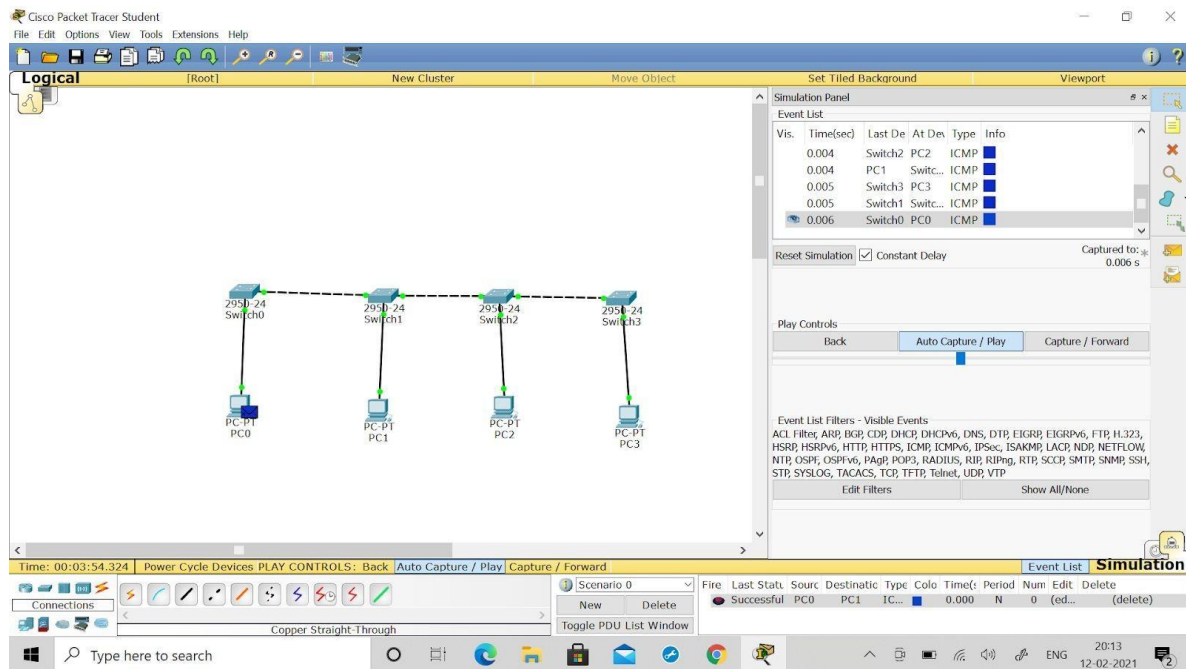 Cisco Packet Tracer Student
File Edit Options View Tools Extensions Help
Logical [Root] New Cluster Move Object Set Tiled Background Viewport
Simulation Panel
Event List
Vis. Time(sec) Last De At Dev Type Info
0.004 Switch2 PC2 ICMP
0.004 PC1 Switc... ICMP
0.005 Switch3 PC3 ICMP
0.005 Switch1 Switc... ICMP
0.006 Switch0 PC0 ICMP
Reset Simulation Constant Delay
Captured to: *
0.006 s
Play Controls
Back Auto Capture / Play Capture / Forward
Event List Filters - Visible Events
ACL Filter, ARP, BGP, CDP, DHCP, DHCPv6, DNS, DTP, EIGRP, EIGRPv6, FTP, H.323,
HSRP, HSRPv6, HTTP, HTTPS, ICMP, ICMPv6, IPSec, ISAKMP, LACP, NDP, NETFLOW,
NTP, OSPF, OSPFv6, PAgP, POP3, RADIUS, RIP, RIPng, RTP, SCCP, SMTP, SNMP, SSH,
STP, SYSLOG, TACACS, TCP, TFTP, Telnet, UDP, VTP
Edit Filters Show All/None
2950-24
Switch0
2950-24
Switch1
2950-24
Switch2
2950-24
Switch3
PC-PT
PC0
PC-PT
PC1
PC-PT
PC2
PC-PT
PC3
Time: 00:03:54.324 Power Cycle Devices PLAY CONTROLS: Back Auto Capture / Play Capture / Forward Event List Simulation
Connections
Copper Straight-Through
Scenario 0
New Delete
Toggle PDU List Window
Fire Last Statu Sourc Destinatic Type Colo Time(s Period Num Edit Delete
Successful PC0 PC1 IC... 0.000 N 0 (ed... (delete)
Type here to search
ENG
20:13
12-02-2021
2